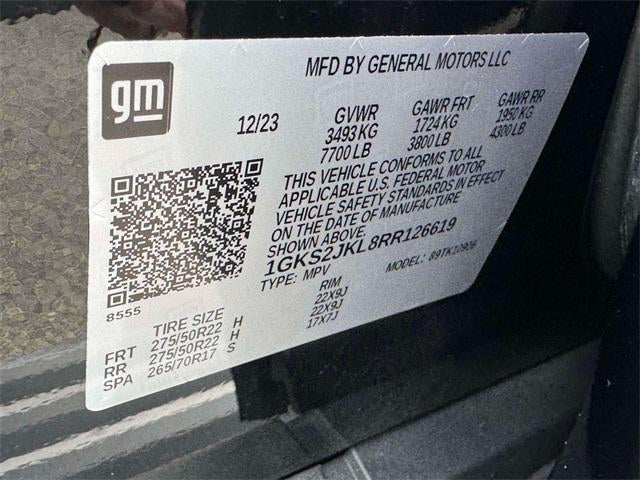 gm
MFD BY GENERAL MOTORS LLC
12/23 GVWR GAWR FRT GAWR RR
3493 KG 1724 KG 1950 KG
7700 LB 3800 LB 4300 LB
THIS VEHICLE CONFORMS TO ALL
APPLICABLE U.S. FEDERAL MOTOR
VEHICLE SAFETY STANDARDS IN EFFECT
ON THE DATE OF MANUFACTURE
SHOWN ABOVE.
1GKS2JKL8RR126619
TYPE: MPV MODEL: 89TK10906
8555
TIRE SIZE RIM
FRT 275/50R22 H 22X9J
RR 275/50R22 H 22X9J
SPA 265/70R17 S 17X7J